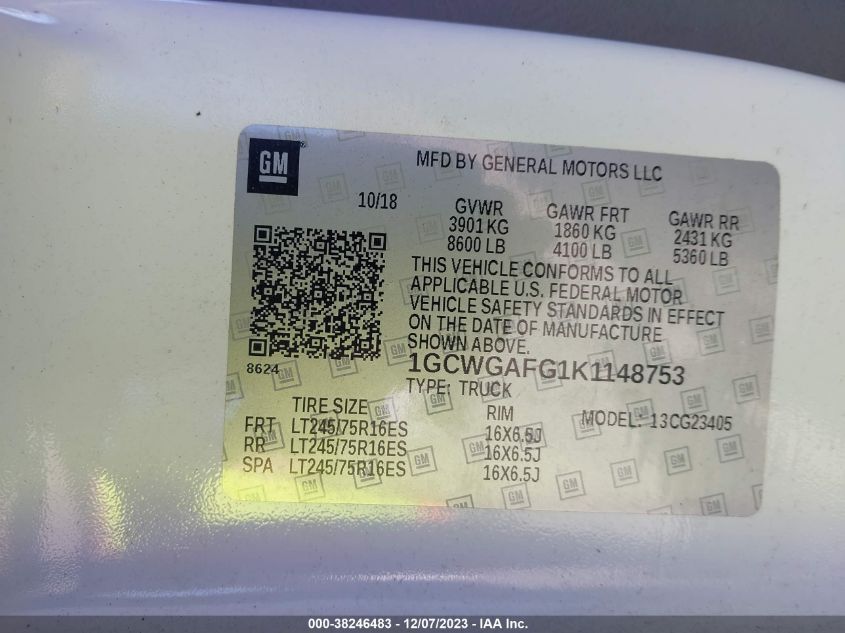 GM
MFD BY GENERAL MOTORS LLC
10/18
GVWR GAWR FRT GAWR RR
3901 KG 1860 KG 2431 KG
8600 LB 4100 LB 5360 LB
THIS VEHICLE CONFORMS TO ALL
APPLICABLE U.S. FEDERAL MOTOR
VEHICLE SAFETY STANDARDS IN EFFECT
ON THE DATE OF MANUFACTURE
SHOWN ABOVE.
8624
1GCWGAFG1K1148753
TYPE: TRUCK
TIRE SIZE RIM MODEL: 13CG23405
FRT LT245/75R16ES 16X6.5J
RR LT245/75R16ES 16X6.5J
SPA LT245/75R16ES 16X6.5J
000-38246483 - 12/07/2023 - IAA Inc.